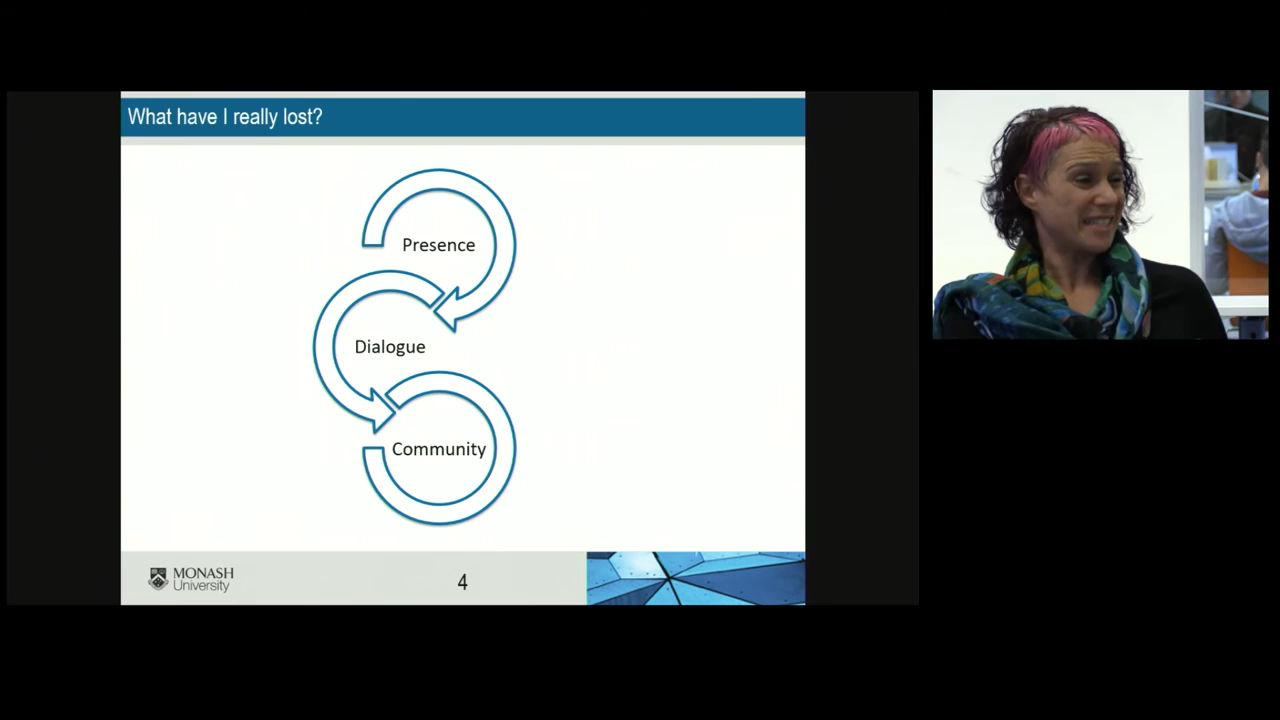 What have I really lost?
Presence
Dialogue
Community
MONASH
University
4